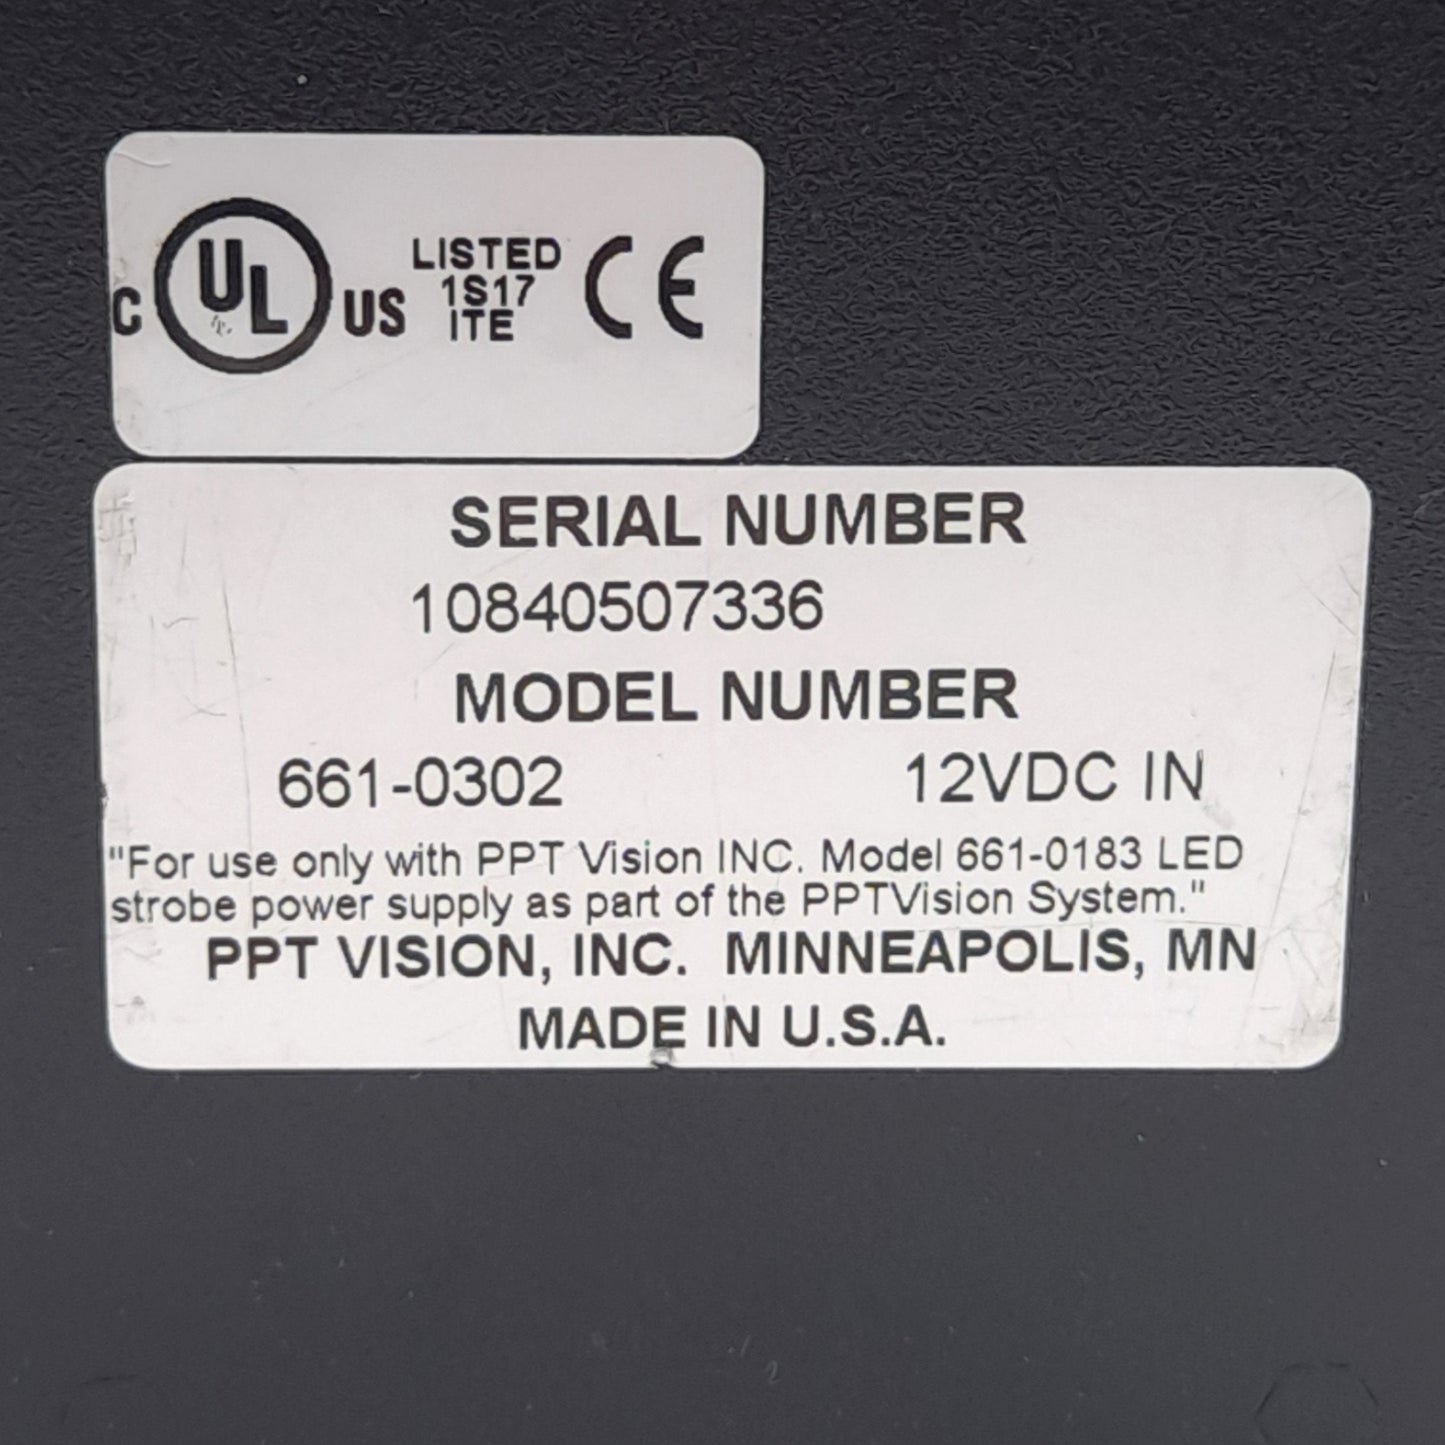 C UL US LISTED CE
1S17
ITE
SERIAL NUMBER
10840507336
MODEL NUMBER
661-0302 12VDC IN
"For use only with PPT Vision INC. Model 661-0183 LED
strobe power supply as part of the PPTVision System."
PPT VISION, INC. MINNEAPOLIS, MN
MADE IN U.S.A.